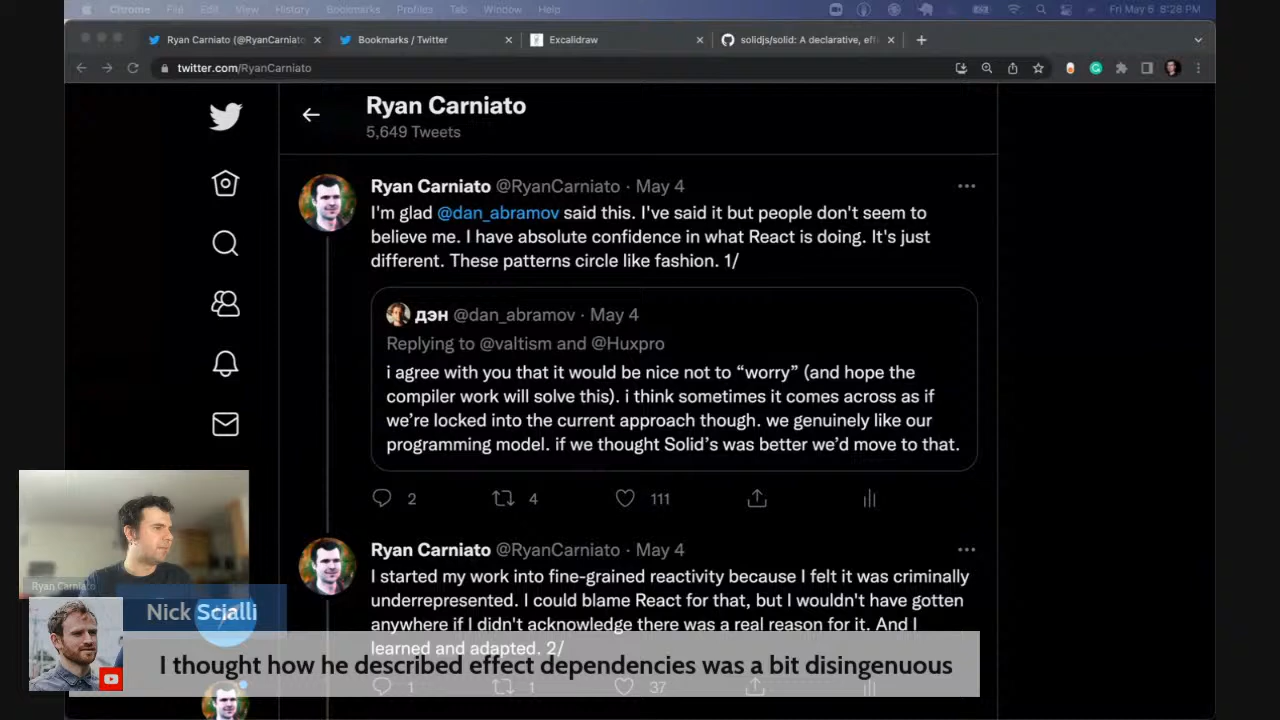 Chrome File Edit View History Bookmarks Profiles Tab Window Help Fri May 6 8:28 PM
Ryan Carniato (@RyanCarniato Bookmarks / Twitter Excalidraw solidjs/solid: A declarative, eff
twitter.com/RyanCarniato
Ryan Carniato
5,649 Tweets
Ryan Carniato @RyanCarniato · May 4
I'm glad @dan_abramov said this. I've said it but people don't seem to
believe me. I have absolute confidence in what React is doing. It's just
different. These patterns circle like fashion. 1/
дэн @dan_abramov · May 4
Replying to @valtism and @Huxpro
i agree with you that it would be nice not to “worry” (and hope the
compiler work will solve this). i think sometimes it comes across as if
we’re locked into the current approach though. we genuinely like our
programming model. if we thought Solid’s was better we’d move to that.
2 4 111
Ryan Carniato @RyanCarniato · May 4
I started my work into fine-grained reactivity because I felt it was criminally
underrepresented. I could blame React for that, but I wouldn't have gotten
anywhere if I didn't acknowledge there was a real reason for it. And I
learned and adapted. 2/
1 1 37
Ryan Carniato
Nick Scialli
I thought how he described effect dependencies was a bit disingenuous